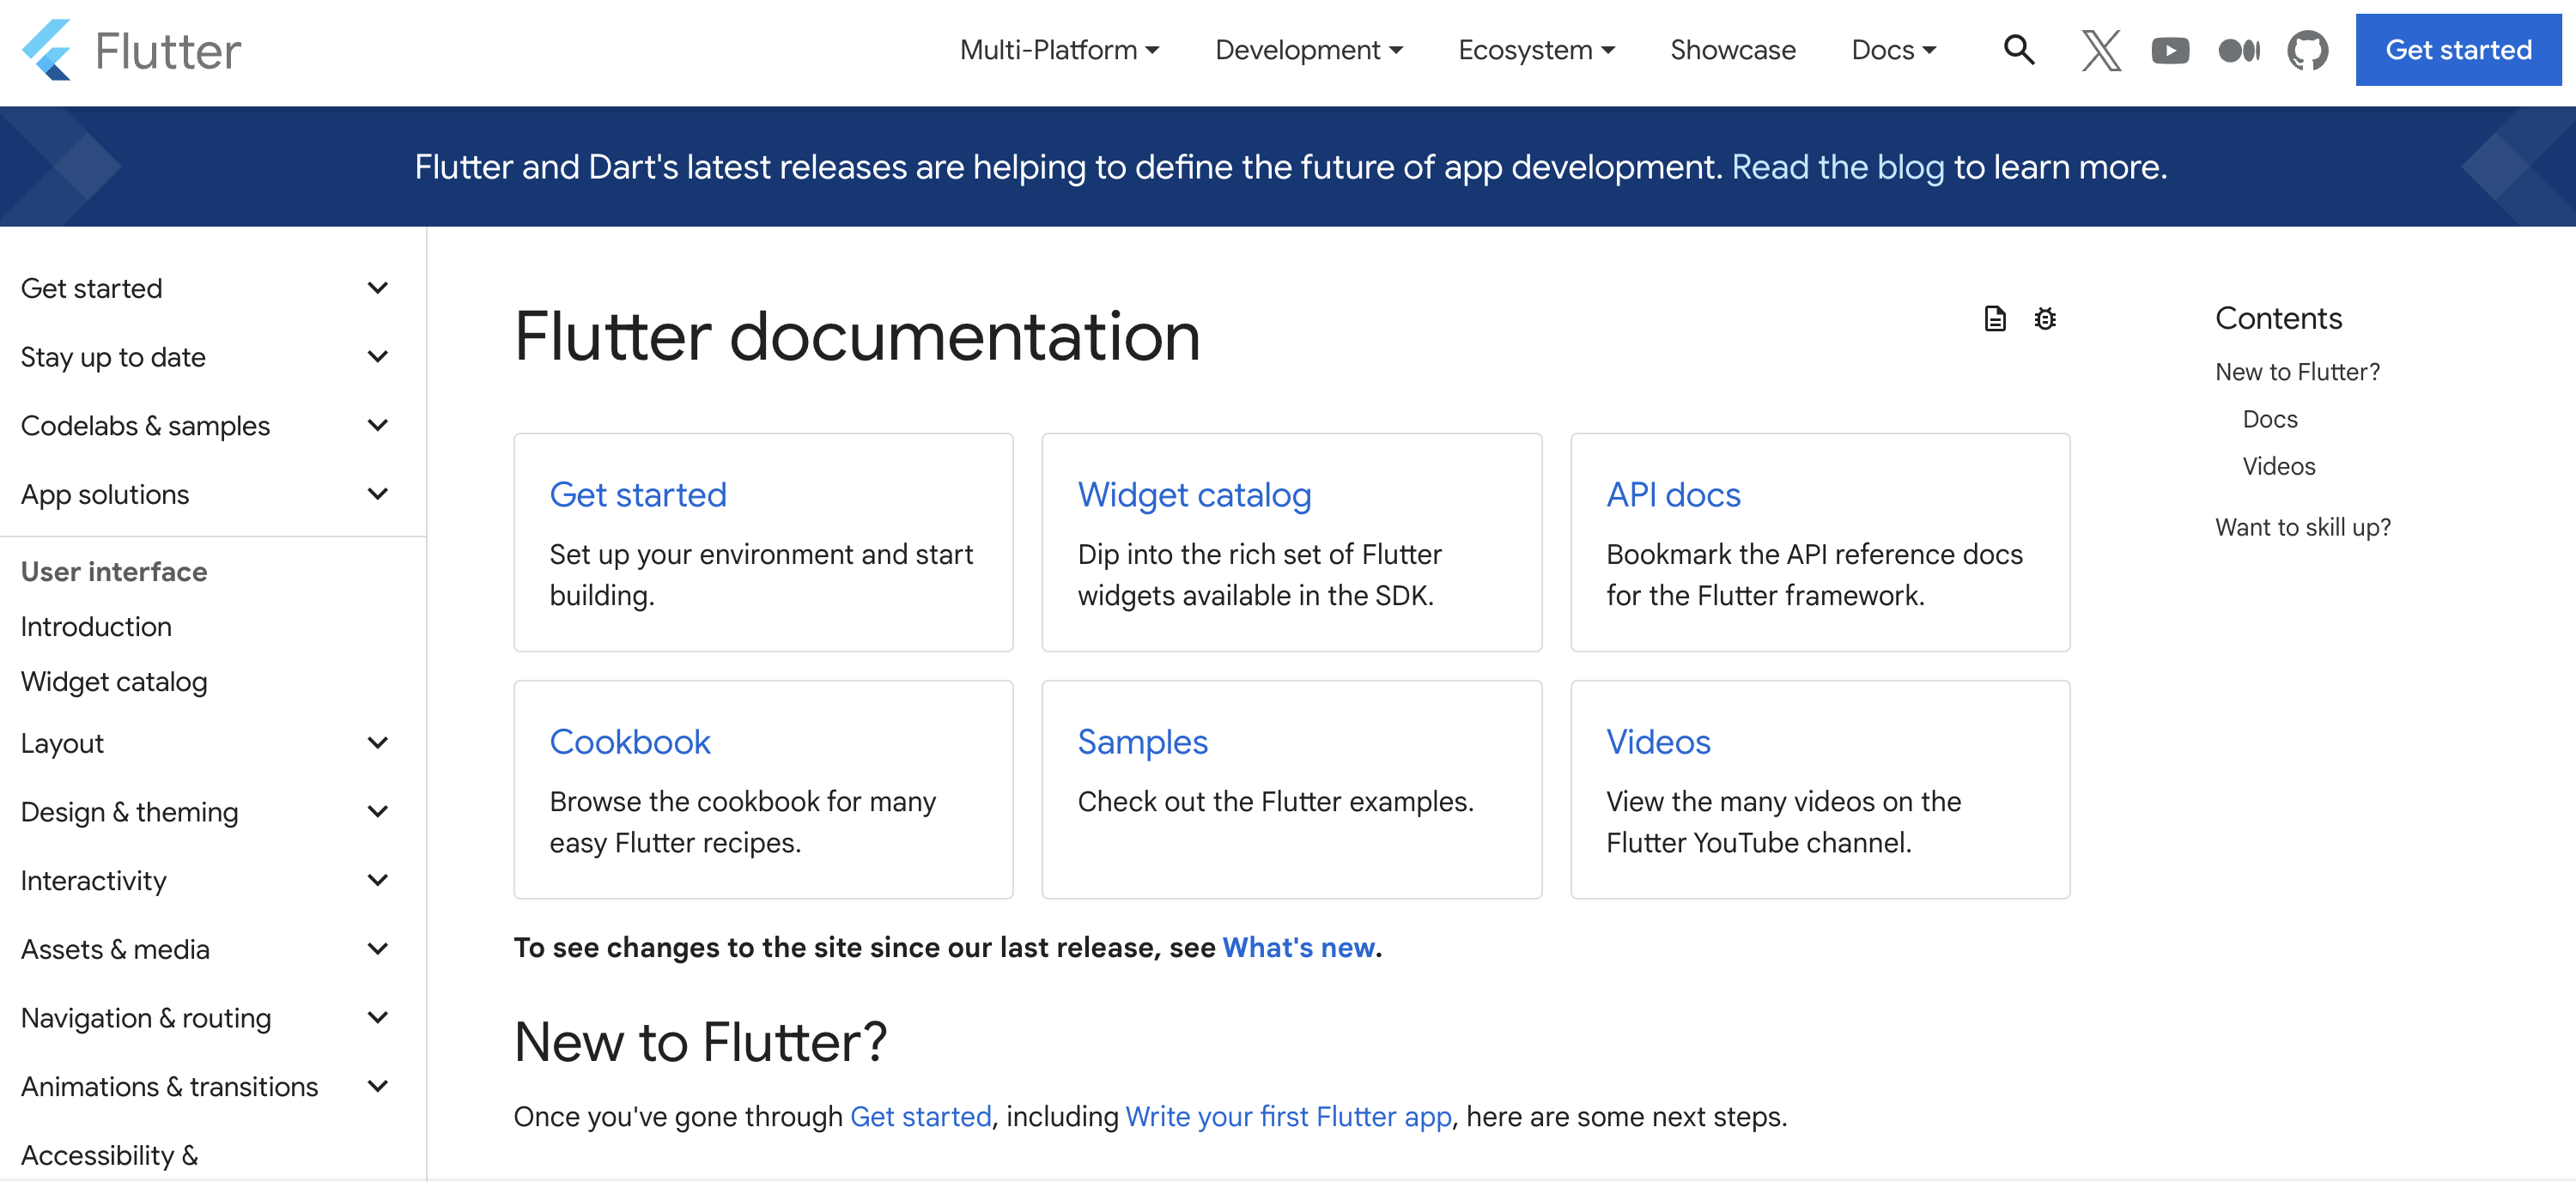 Flutter
Multi-Platform
Development
Ecosystem
Showcase
Docs
Get started
Flutter and Dart's latest releases are helping to define the future of app development. Read the blog to learn more.
Get started
Stay up to date
Codelabs & samples
App solutions
User interface
Introduction
Widget catalog
Layout
Design & theming
Interactivity
Assets & media
Navigation & routing
Animations & transitions
Accessibility &
Flutter documentation
Get started
Set up your environment and start
building.
Widget catalog
Dip into the rich set of Flutter
widgets available in the SDK.
API docs
Bookmark the API reference docs
for the Flutter framework.
Cookbook
Browse the cookbook for many
easy Flutter recipes.
Samples
Check out the Flutter examples.
Videos
View the many videos on the
Flutter YouTube channel.
To see changes to the site since our last release, see What's new.
New to Flutter?
Once you've gone through Get started, including Write your first Flutter app, here are some next steps.
Contents
New to Flutter?
Docs
Videos
Want to skill up?